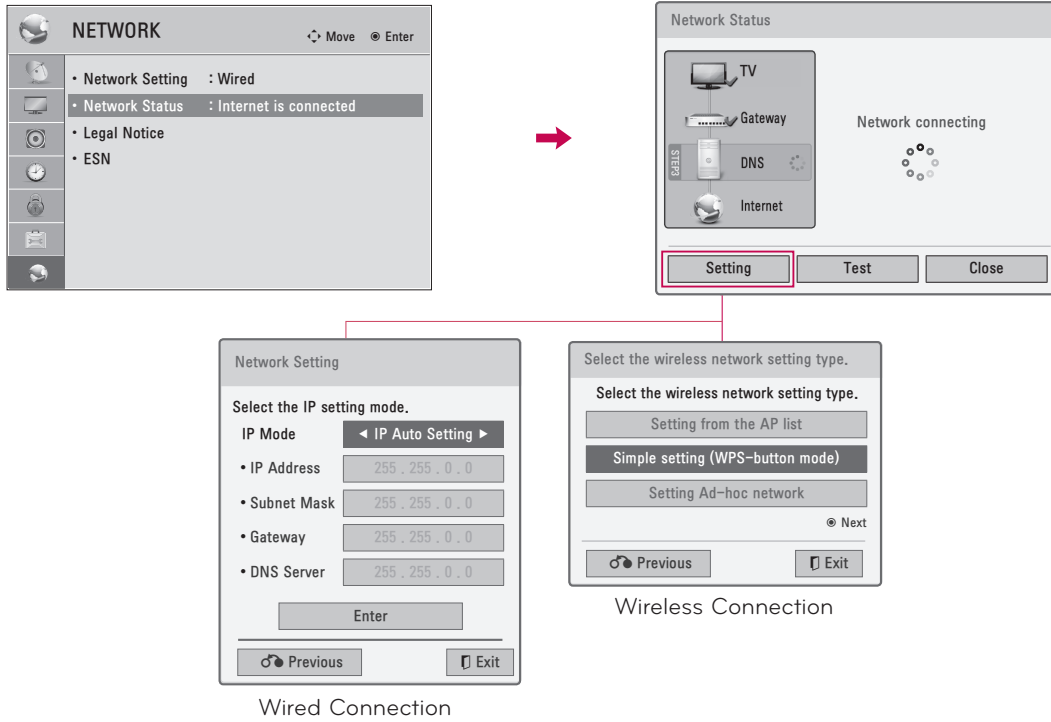 NETWORK
Move Enter
• Network Setting : Wired
• Network Status : Internet is connected
• Legal Notice
• ESN
Network Status
TV
Gateway
STEP3
DNS
Internet
Network connecting
Setting Test Close
Network Setting
Select the IP setting mode.
IP Mode ◄ IP Auto Setting ►
• IP Address 255 . 255 . 0 . 0
• Subnet Mask 255 . 255 . 0 . 0
• Gateway 255 . 255 . 0 . 0
• DNS Server 255 . 255 . 0 . 0
Enter
Previous Exit
Wired Connection
Select the wireless network setting type.
Select the wireless network setting type.
Setting from the AP list
Simple setting (WPS-button mode)
Setting Ad-hoc network
Next
Previous Exit
Wireless Connection